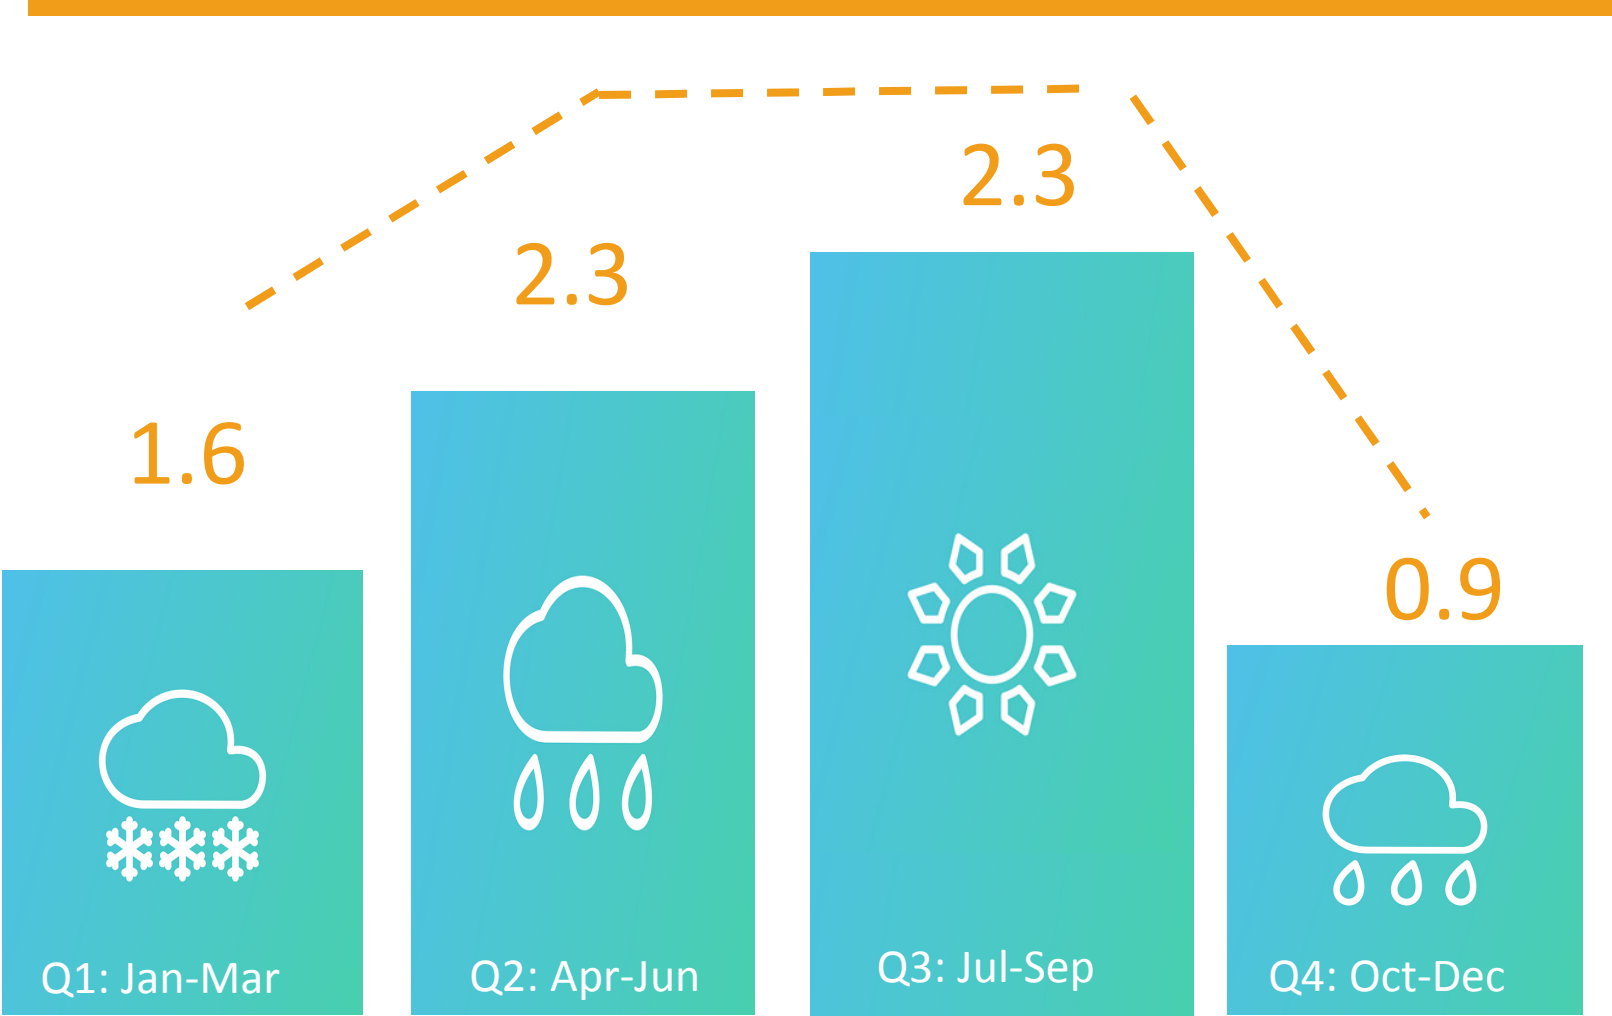 2.3
2.3
1.6
0.9
Q1: Jan-Mar
Q2: Apr-Jun
Q3: Jul-Sep
Q4: Oct-Dec